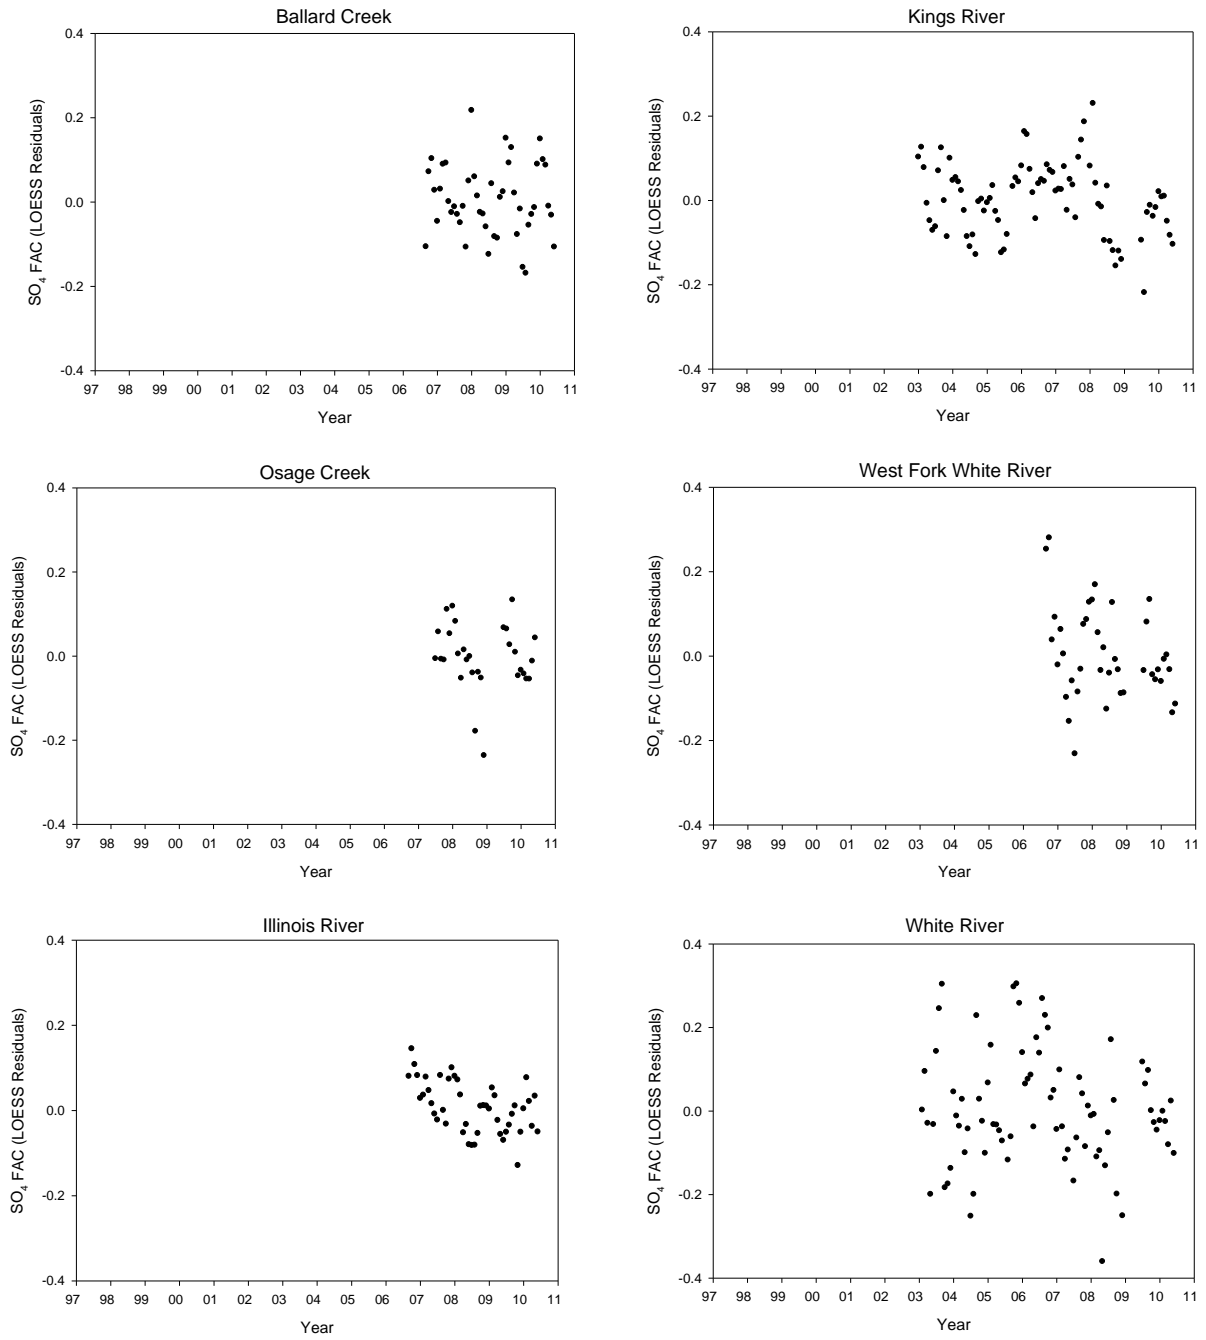 Ballard Creek
0.4
0.2
0.0
-0.2
-0.4
SO4 FAC (LOESS Residuals)
97 98 99 00 01 02 03 04 05 06 07 08 09 10 11
Year
Kings River
0.4
0.2
0.0
-0.2
-0.4
SO4 FAC (LOESS Residuals)
97 98 99 00 01 02 03 04 05 06 07 08 09 10 11
Year
Osage Creek
0.4
0.2
0.0
-0.2
-0.4
SO4 FAC (LOESS Residuals)
97 98 99 00 01 02 03 04 05 06 07 08 09 10 11
Year
West Fork White River
0.4
0.2
0.0
-0.2
-0.4
SO4 FAC (LOESS Residuals)
97 98 99 00 01 02 03 04 05 06 07 08 09 10 11
Year
Illinois River
0.4
0.2
0.0
-0.2
-0.4
SO4 FAC (LOESS Residuals)
97 98 99 00 01 02 03 04 05 06 07 08 09 10 11
Year
White River
0.4
0.2
0.0
-0.2
-0.4
SO4 FAC (LOESS Residuals)
97 98 99 00 01 02 03 04 05 06 07 08 09 10 11
Year